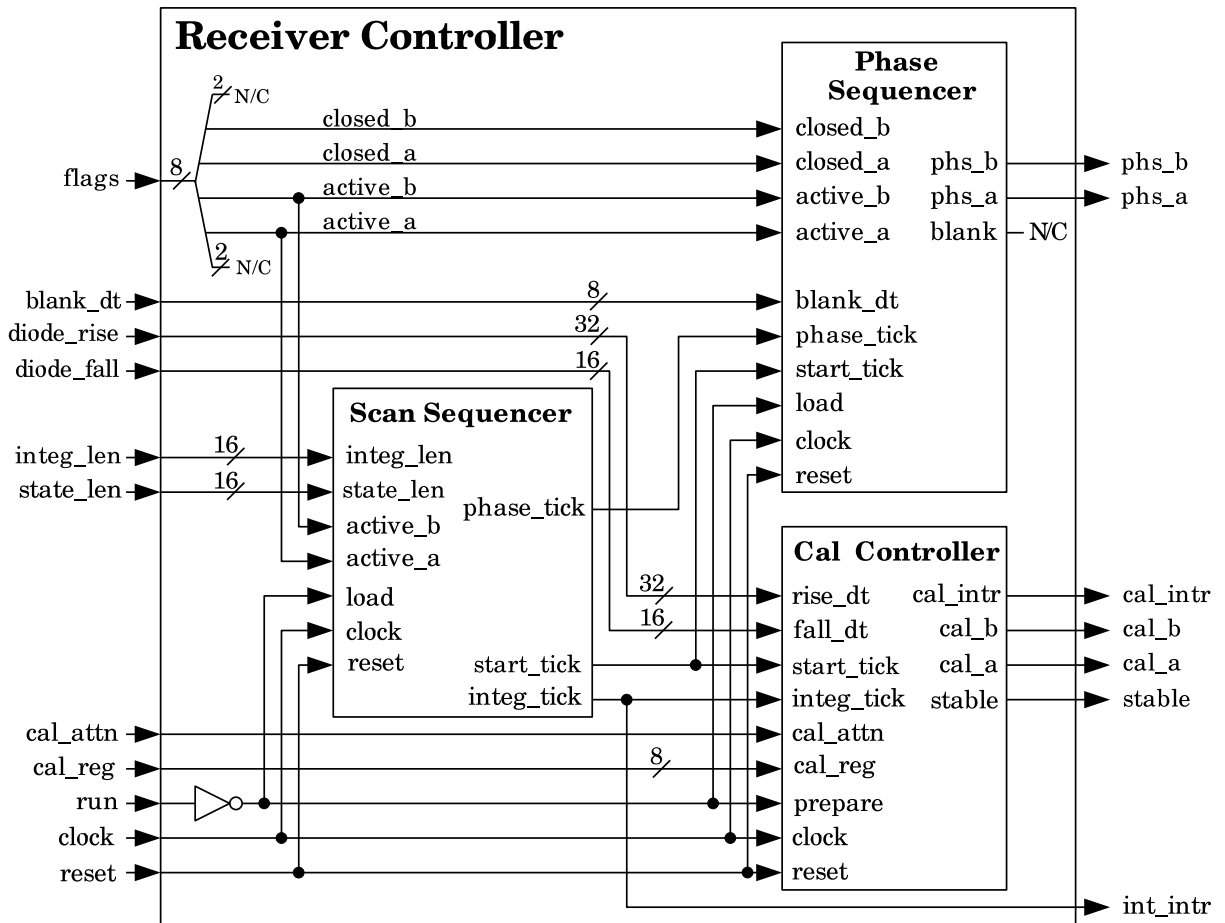 Receiver Controller
Phase
Sequencer
2
N/C
closed_b
closed_b
closed_a
closed_a
phs_b
phs_b
flags
8
active_b
active_b
phs_a
phs_a
active_a
active_a
blank
N/C
2
N/C
blank_dt
8
blank_dt
diode_rise
32
phase_tick
diode_fall
16
start_tick
load
clock
reset
Scan Sequencer
integ_len
16
integ_len
state_len
16
state_len
phase_tick
active_b
active_a
load
clock
reset
start_tick
integ_tick
Cal Controller
32
rise_dt
cal_intr
cal_intr
16
fall_dt
cal_b
cal_b
start_tick
cal_a
cal_a
integ_tick
stable
stable
cal_attn
cal_attn
cal_reg
8
cal_reg
run
prepare
clock
clock
reset
reset
int_intr